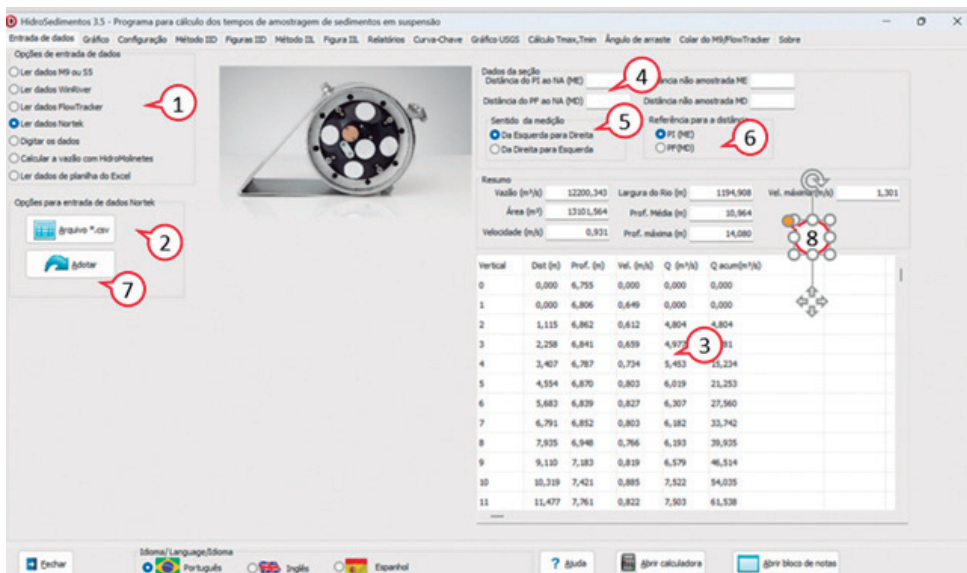 HidroSedimentos 3.5 - Programa para cálculo dos tempos de amostragem de sedimentos em suspensão
Entrada de dados Gráfico Configuração Método IID Figuras IID Método IIL Figura IIL Relatórios Curva-Chave Gráfico USGS Cálculo Tmax,Tmin Ângulo de arraste Colar do M9/FlowTracker Sobre
Opções de entrada de dados
Ler dados M9 ou S5
Ler dados WinRiver
Ler dados FlowTracker
Ler dados Nortek
Digitar os dados
Calcular a vazão com HidroMolinetes
Ler dados de planilha do Excel
1
Opções para entrada de dados Nortek
Arquivo *.csv
2
Adotar
7
Dados da seção
Distância do PI ao NA (ME)
4
não amostrada ME
Distância do PF ao NA (MD)
Distância não amostrada MD
Sentido da medição
5
Da Esquerda para Direita
Da Direita para Esquerda
Referência para a distância
PI (ME)
PF(MD)
6
Resumo
Vazão (m³/s) 12200,343 Largura do Rio (m) 1194,908 Vel. máxima(m/s) 1,301
Área (m²) 13101,564 Prof. Média (m) 10,964
Velocidade (m/s) 0,931 Prof. máxima (m) 14,080
8
Vertical Dist (m) Prof. (m) Vel. (m/s) Q (m³/s) Q acum(m³/s)
0 0,000 6,755 0,000 0,000 0,000
1 0,000 6,806 0,649 0,000 0,000
2 1,115 6,862 0,612 4,804 4,804
3 2,258 6,841 0,659 4,977 81
3
4 3,407 6,787 0,734 5,453 15,234
5 4,554 6,870 0,803 6,019 21,253
6 5,683 6,839 0,827 6,307 27,560
7 6,791 6,852 0,803 6,182 33,742
8 7,935 6,948 0,766 6,193 39,935
9 9,110 7,183 0,819 6,579 46,514
10 10,319 7,421 0,885 7,522 54,035
11 11,477 7,761 0,822 7,503 61,538
Idioma/Language/Idioma
Fechar Português Inglês Espanhol ? Ajuda Abrir calculadora Abrir bloco de notas